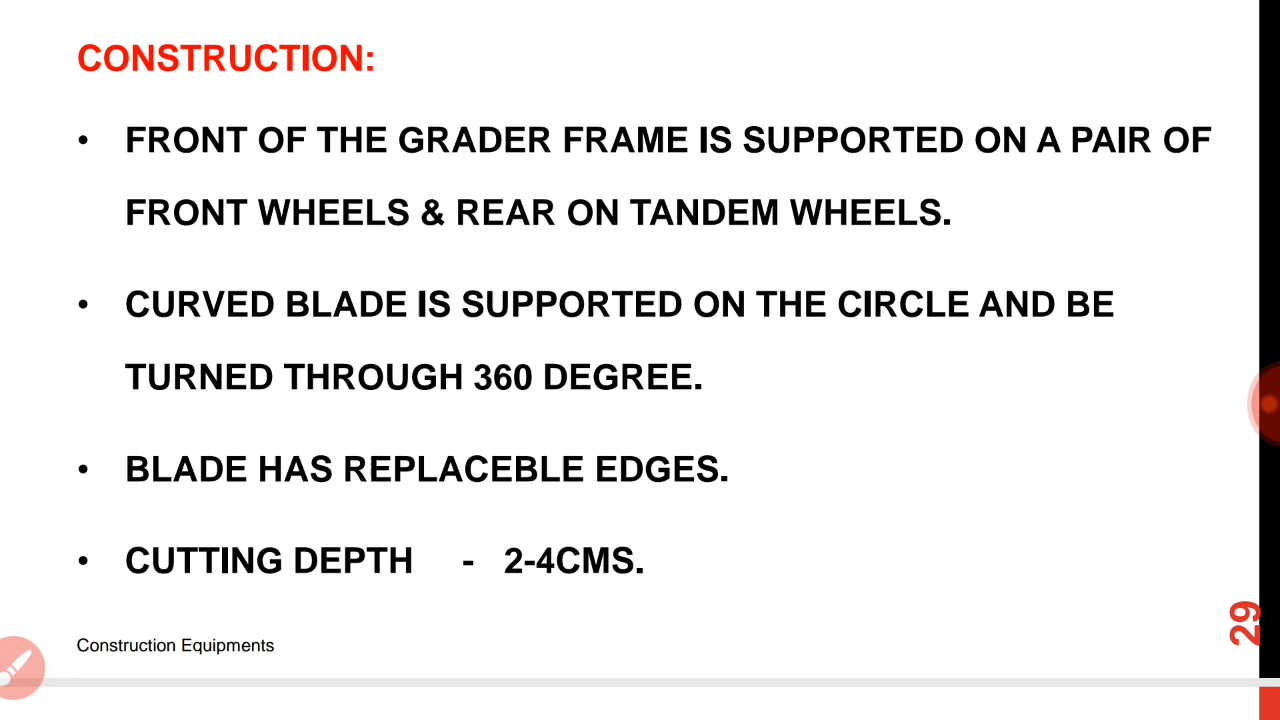 CONSTRUCTION:
• FRONT OF THE GRADER FRAME IS SUPPORTED ON A PAIR OF
FRONT WHEELS & REAR ON TANDEM WHEELS.
• CURVED BLADE IS SUPPORTED ON THE CIRCLE AND BE
TURNED THROUGH 360 DEGREE.
• BLADE HAS REPLACEBLE EDGES.
• CUTTING DEPTH - 2-4CMS.
29
Construction Equipments